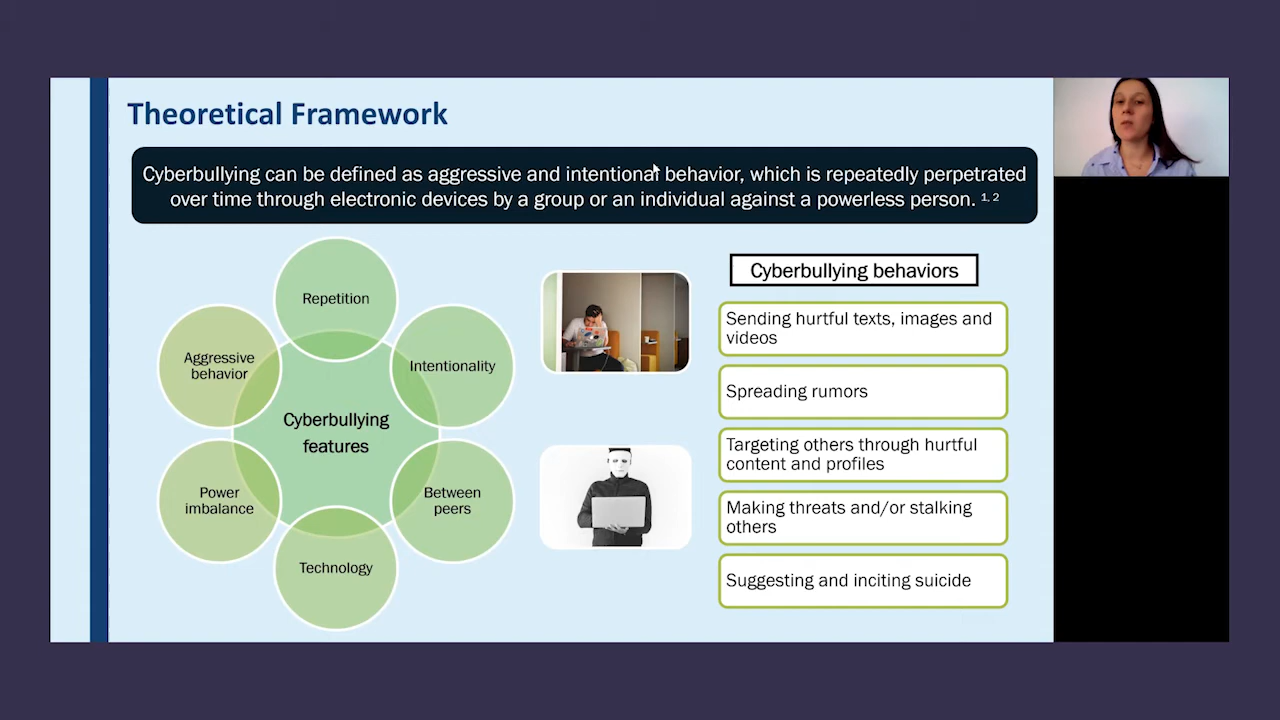 Theoretical Framework
Cyberbullying can be defined as aggressive and intentional behavior, which is repeatedly perpetrated
over time through electronic devices by a group or an individual against a powerless person. 1, 2
Repetition
Intentionality
Between
peers
Technology
Power
imbalance
Aggressive
behavior
Cyberbullying
features
Cyberbullying behaviors
Sending hurtful texts, images and
videos
Spreading rumors
Targeting others through hurtful
content and profiles
Making threats and/or stalking
others
Suggesting and inciting suicide